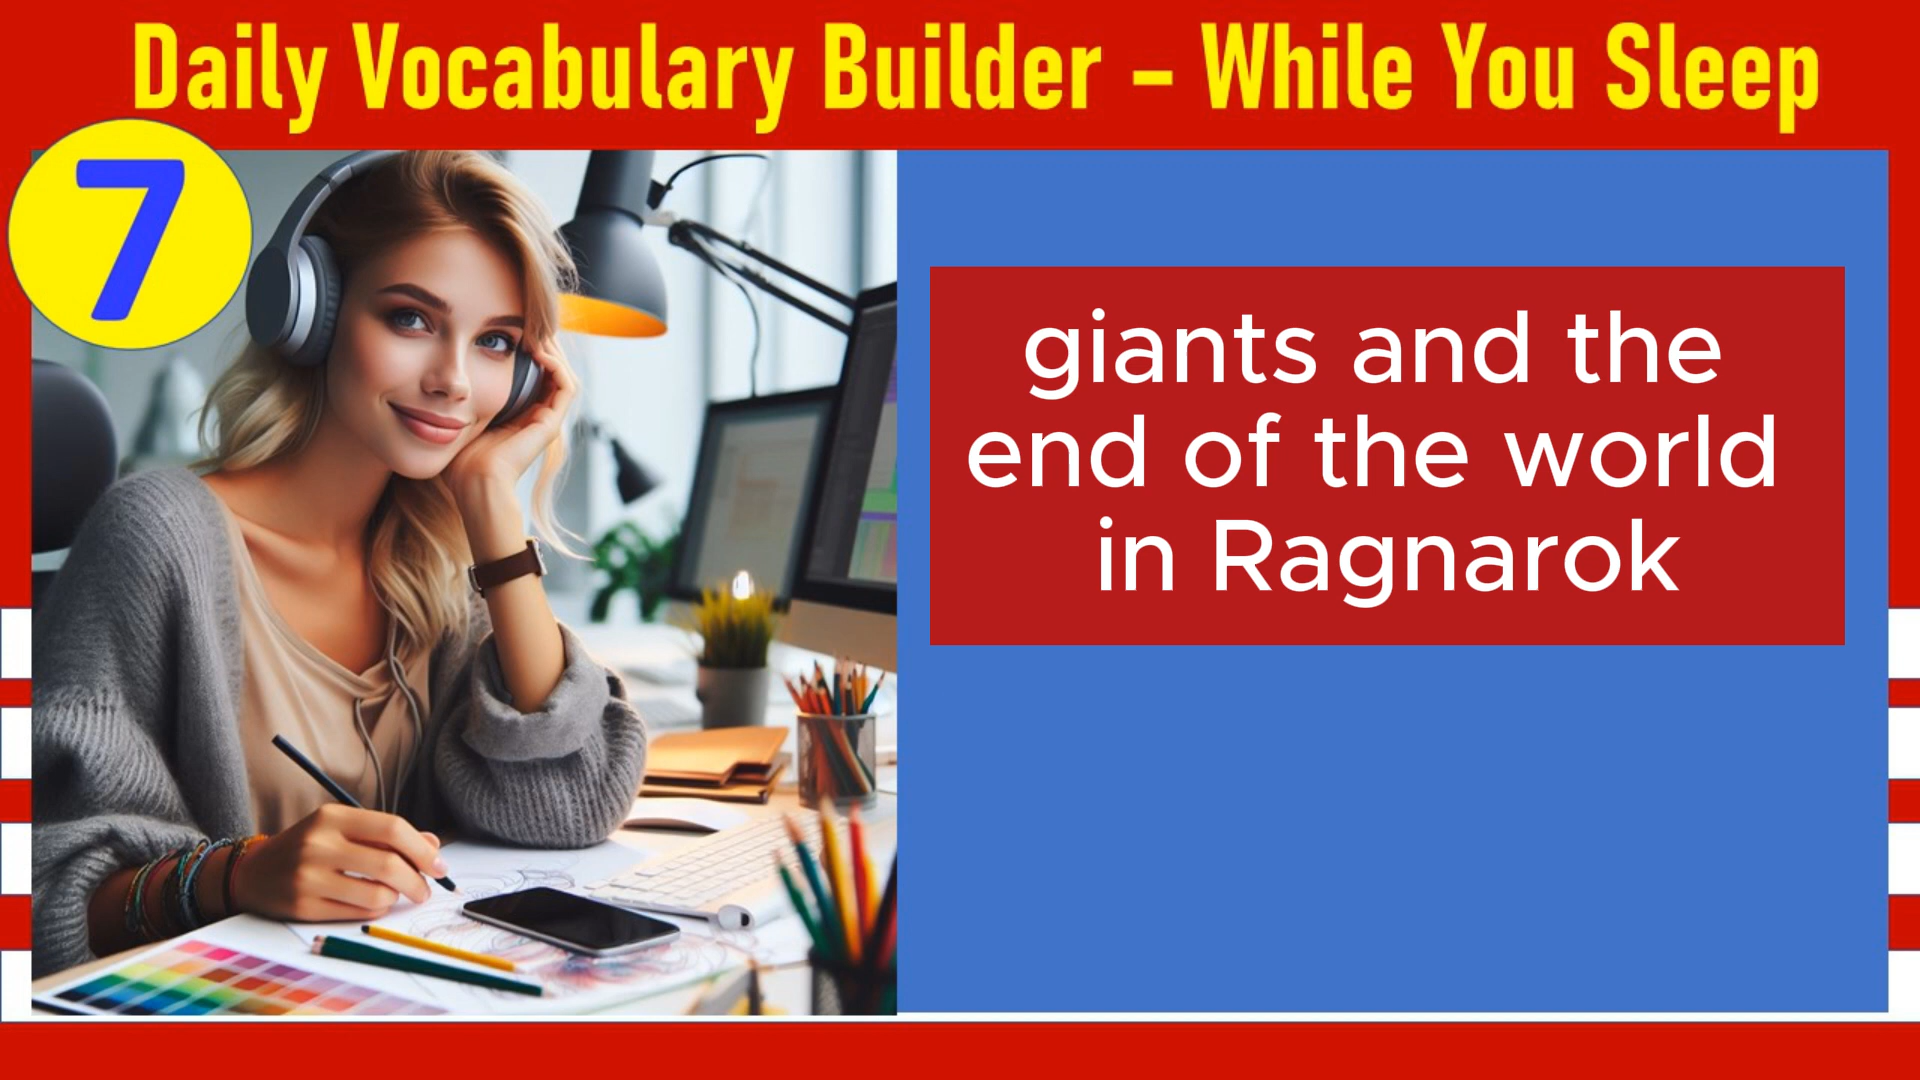 Daily Vocabulary Builder – While You Sleep
7
giants and the
end of the world
in Ragnarok